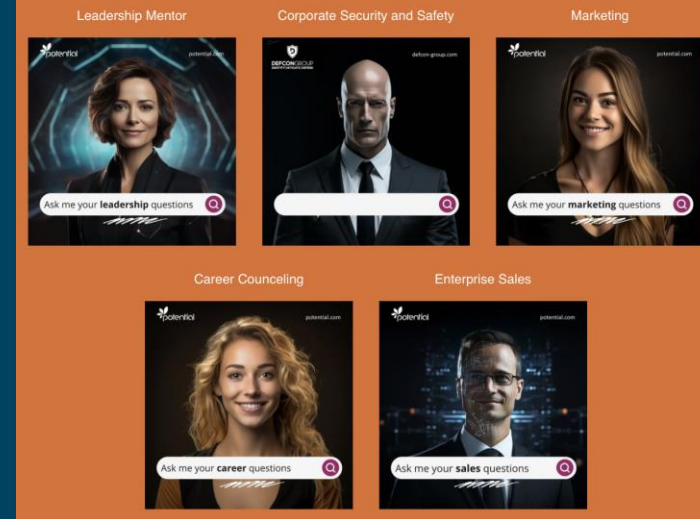 Leadership Mentor
Corporate Security and Safety
Marketing
potential
potential.com
DEFCONGROUP
defcon-group.com
potential
potential.com
Ask me your leadership questions
Ask me your marketing questions
Career Counceling
Enterprise Sales
potential
potential.com
potential
potential.com
Ask me your career questions
Ask me your sales questions